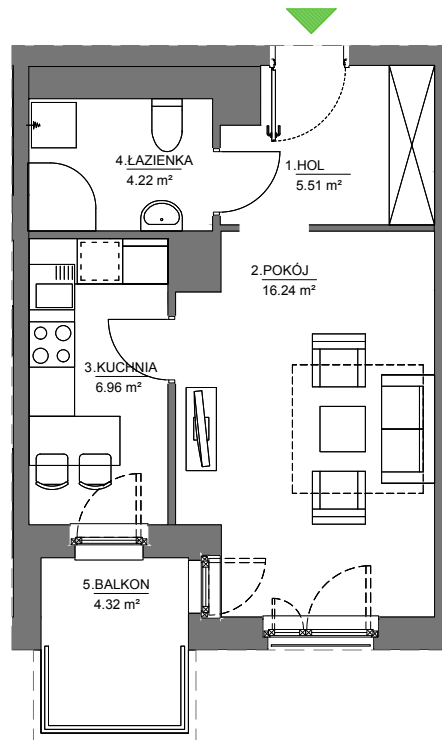 4.ŁAZIENKA
4.22 m²
1.HOL
5.51 m²
2.POKÓJ
16.24 m²
3.KUCHNIA
6.96 m²
5.BALKON
4.32 m²